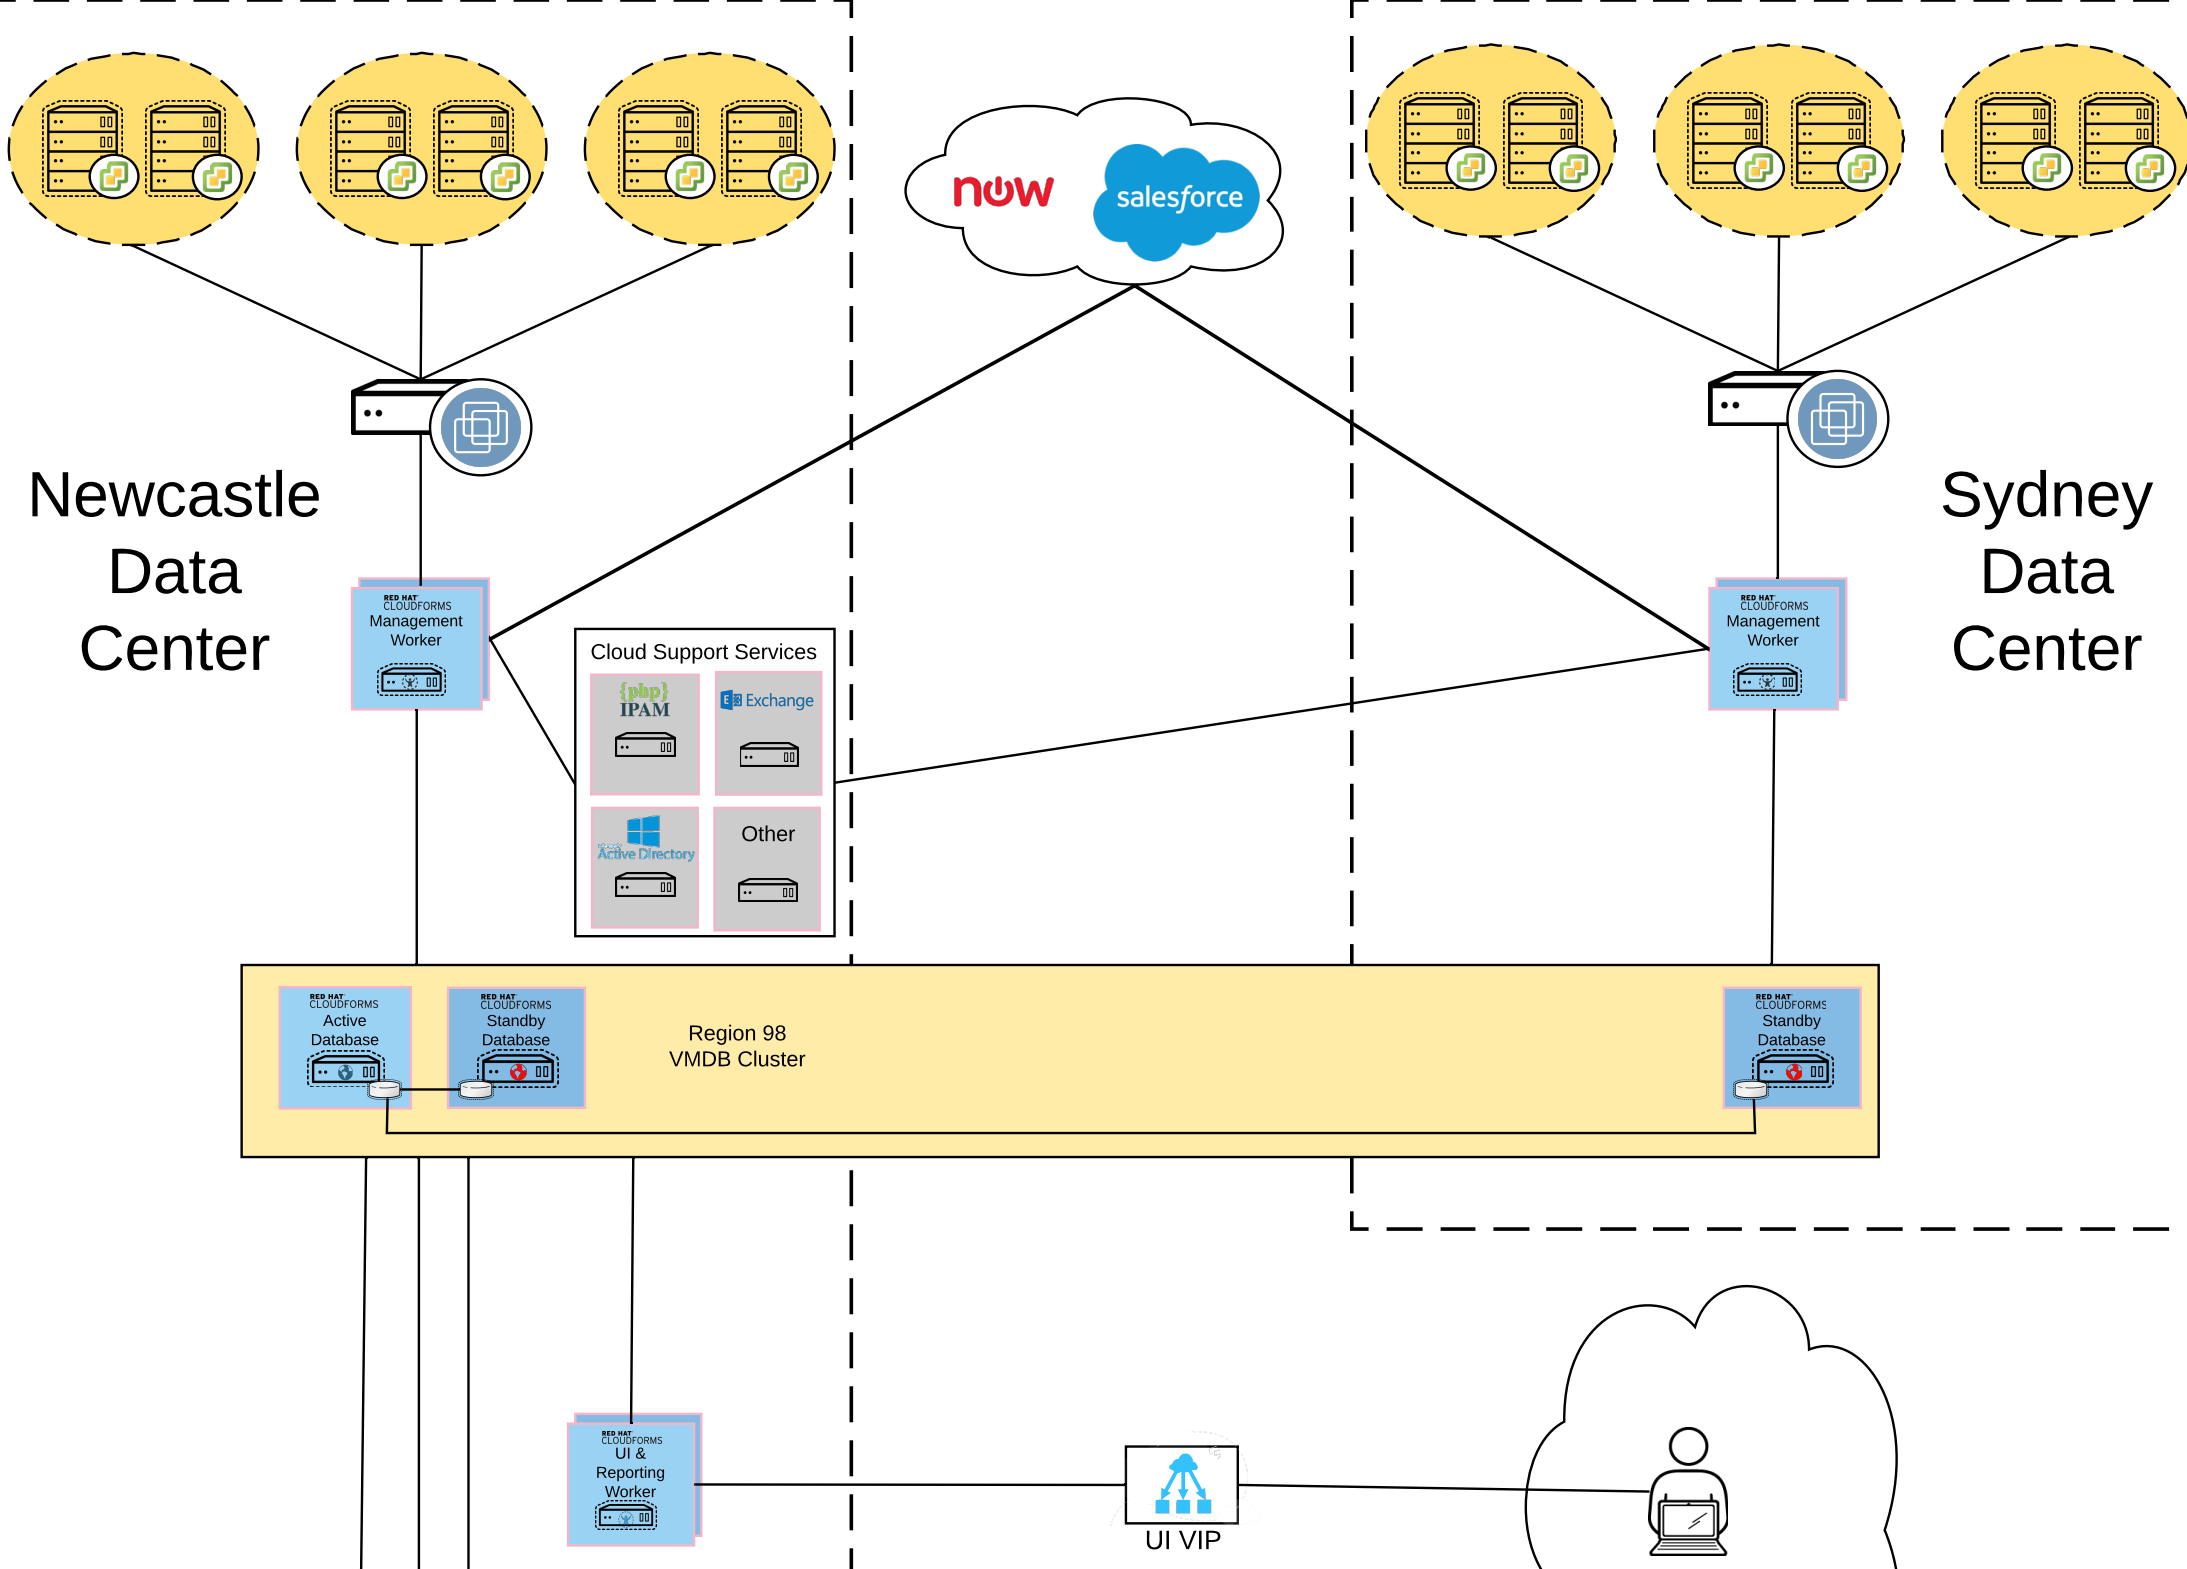 now
salesforce
Newcastle
Data
Center
Sydney
Data
Center
RED HAT
CLOUDFORMS
Management
Worker
RED HAT
CLOUDFORMS
Management
Worker
Cloud Support Services
{php}
IPAM
E
Exchange
Active Directory
Other
RED HAT
CLOUDFORMS
Active
Database
RED HAT
CLOUDFORMS
Standby
Database
Region 98
VMDB Cluster
RED HAT
CLOUDFORMS
Standby
Database
RED HAT
CLOUDFORMS
UI &
Reporting
Worker
UI VIP